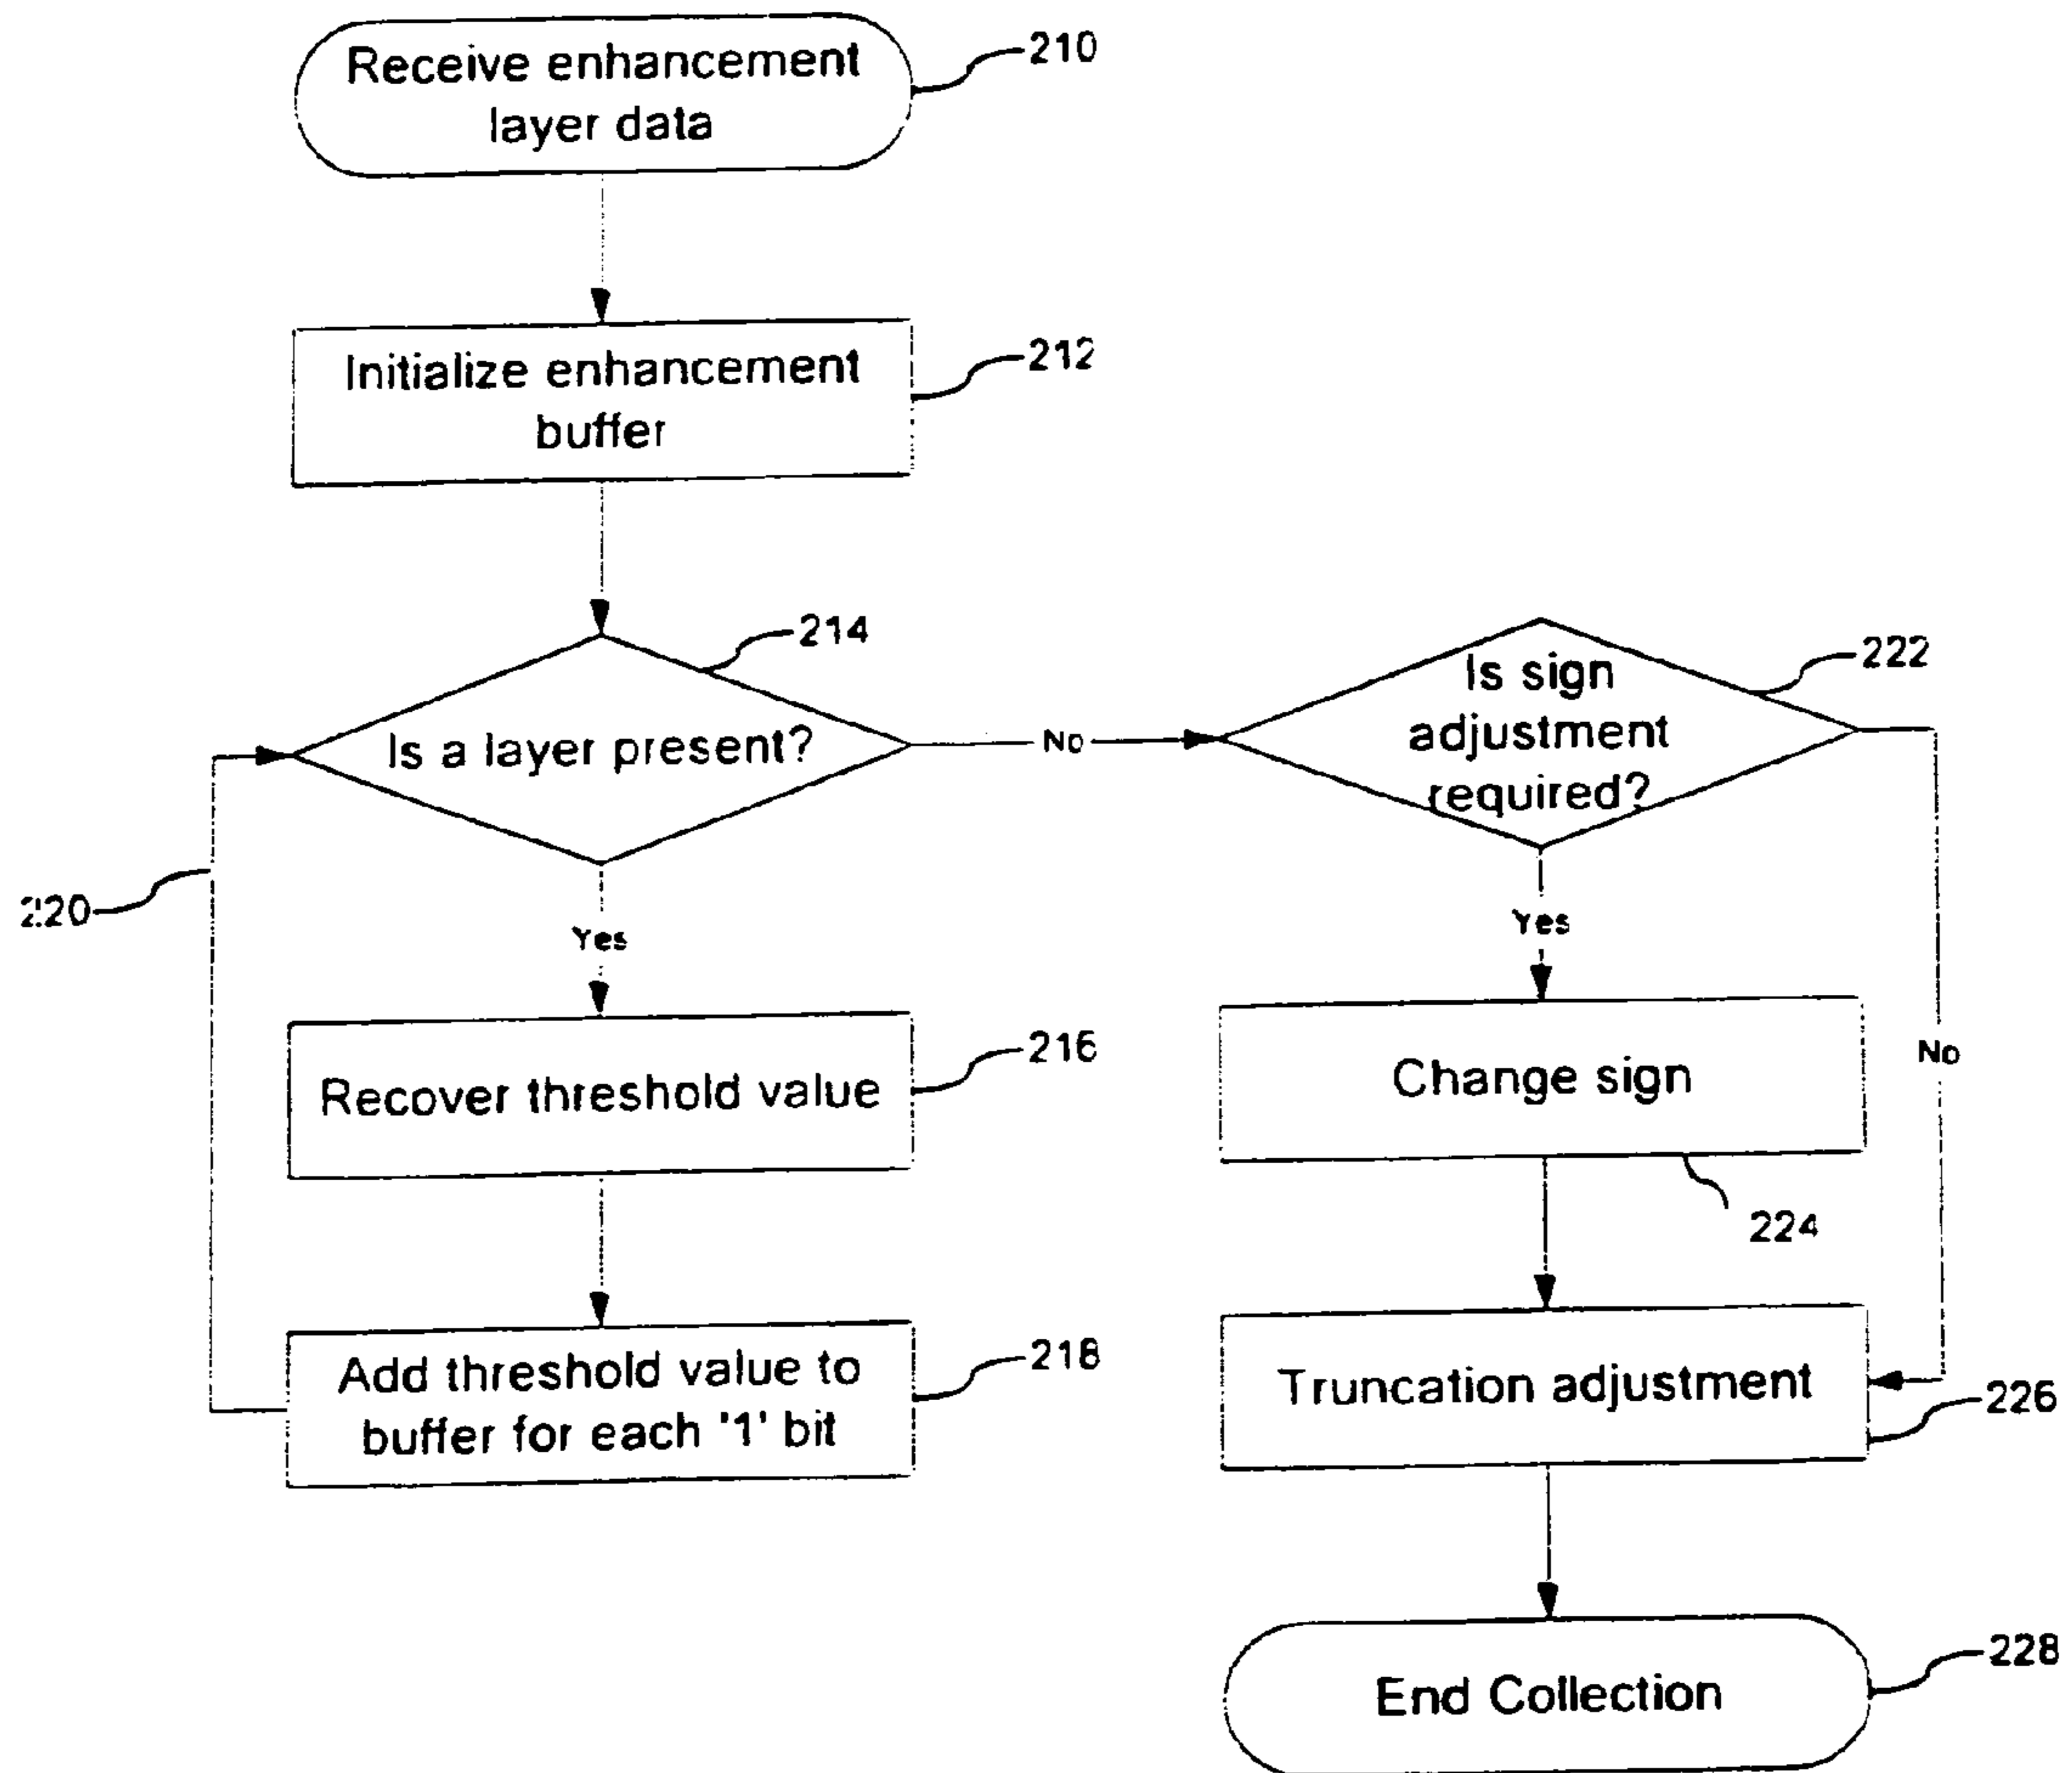 Receive enhancement
layer data
210
Initialize enhancement
buffer
212
214
Is a layer present?
No
Is sign
adjustment
required?
222
220
Yes
Yes
Recover threshold value
216
Change sign
No
224
Add threshold value to
buffer for each '1' bit
218
Truncation adjustment
226
End Collection
228